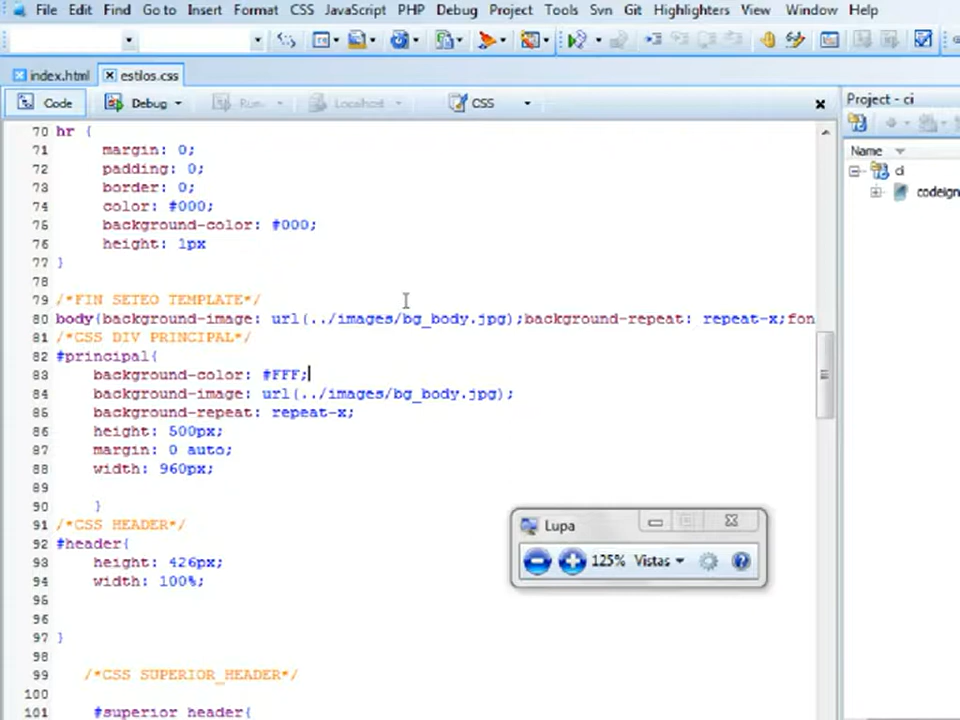 File Edit Find Go to Insert Format CSS JavaScript PHP Debug Project Tools Svn Git Highlighters View Window Help
index.html estilos.css
Code Debug Run Localhost CSS
Project - ci
Name
ci
codeign
70 hr {
71 margin: 0;
72 padding: 0;
73 border: 0;
74 color: #000;
75 background-color: #000;
76 height: 1px
77 }
78
79 /*FIN SETEO TEMPLATE*/
80 body{background-image: url(../images/bg_body.jpg);background-repeat: repeat-x;fon
81 /*CSS DIV PRINCIPAL*/
82 #principal{
83 background-color: #FFF;
84 background-image: url(../images/bg_body.jpg);
85 background-repeat: repeat-x;
86 height: 500px;
87 margin: 0 auto;
88 width: 960px;
89
90 }
91 /*CSS HEADER*/
92 #header{
93 height: 426px;
94 width: 100%;
95
96
97 }
98
99 /*CSS SUPERIOR_HEADER*/
100
101 #superior_header{
Lupa
125% Vistas